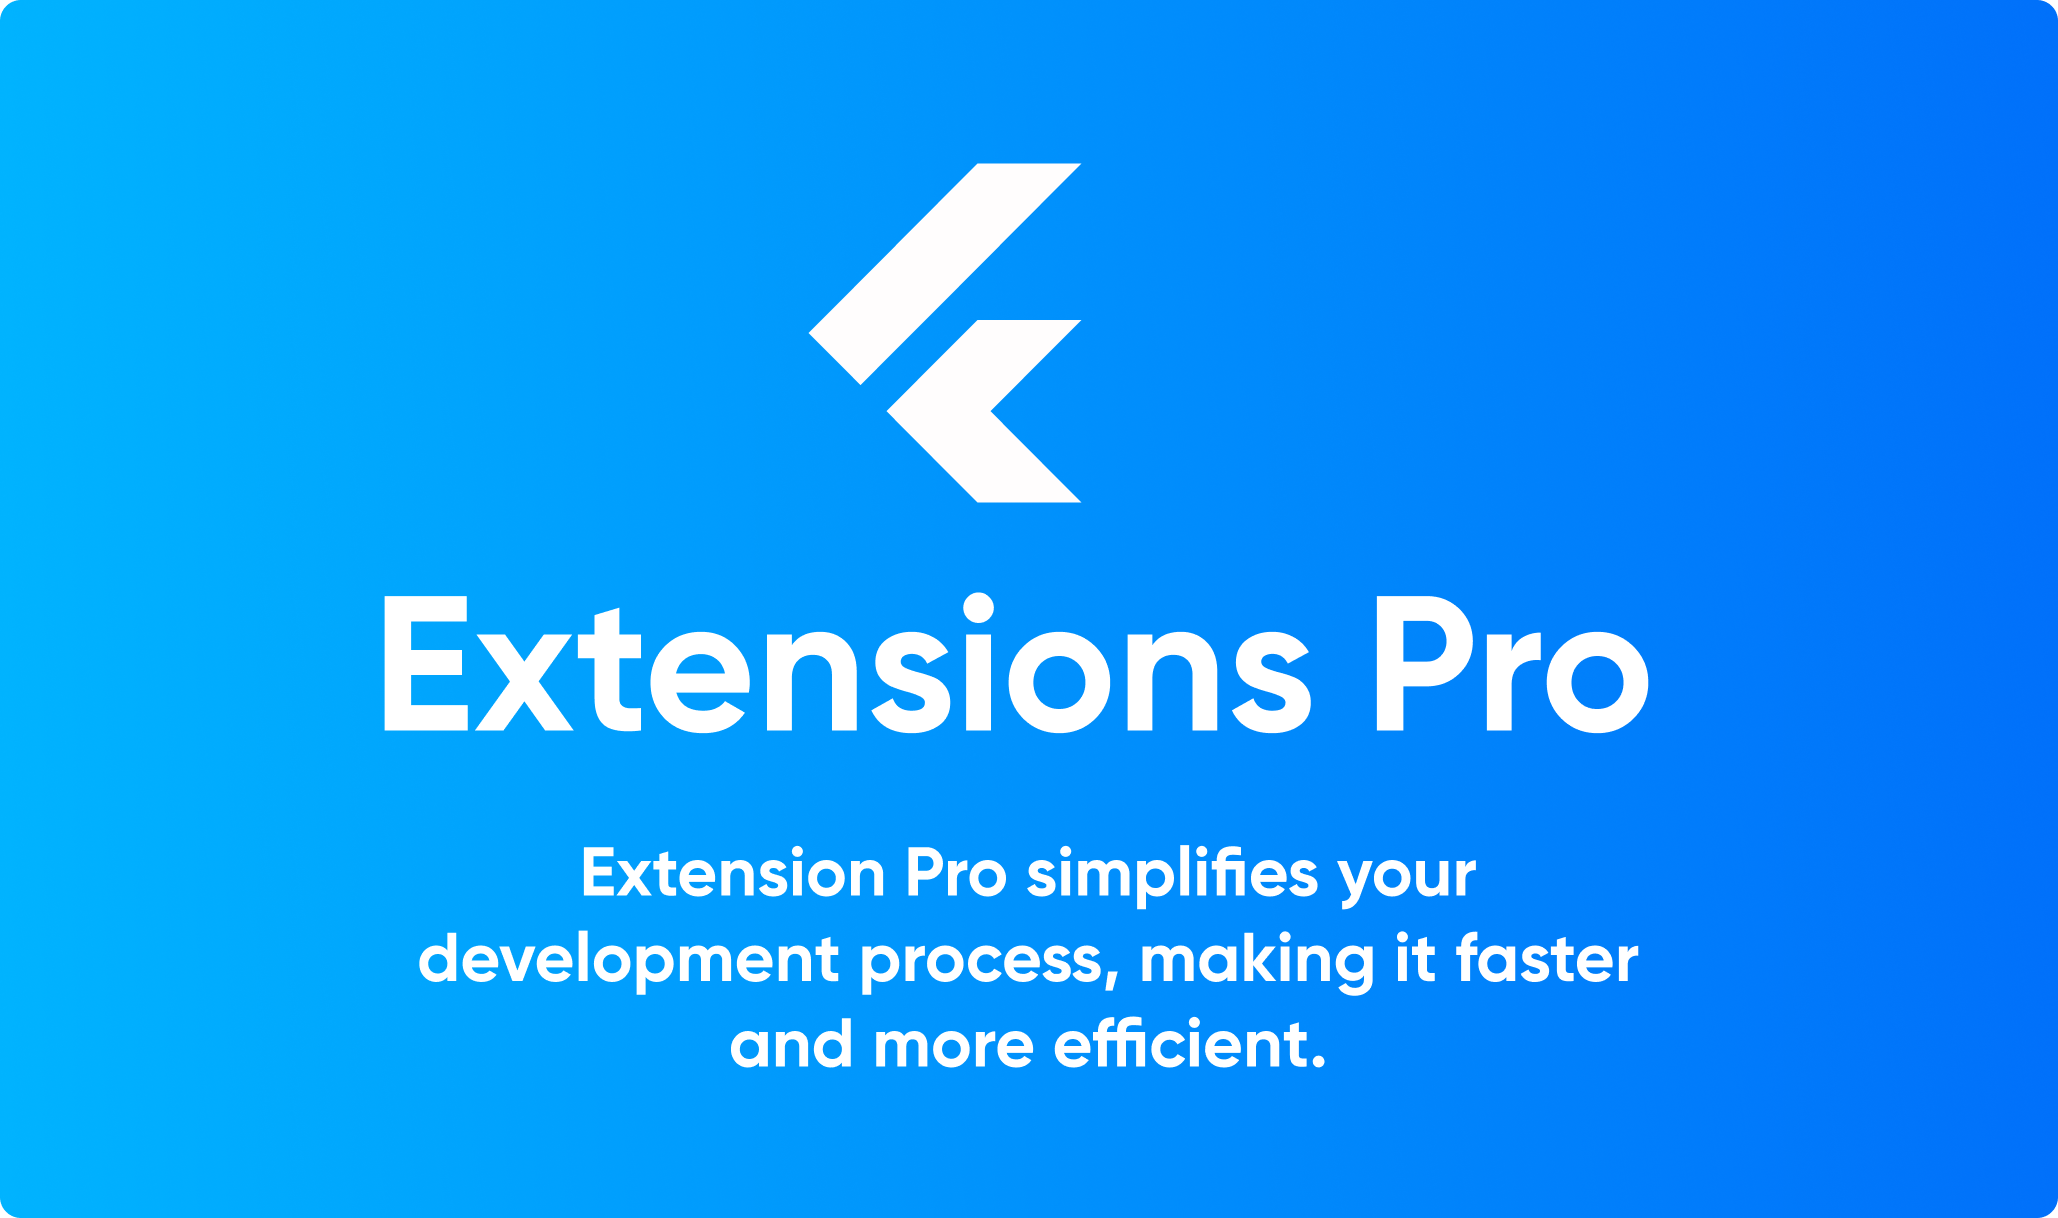 Extensions Pro
Extension Pro simplifies your
development process, making it faster
and more efficient.